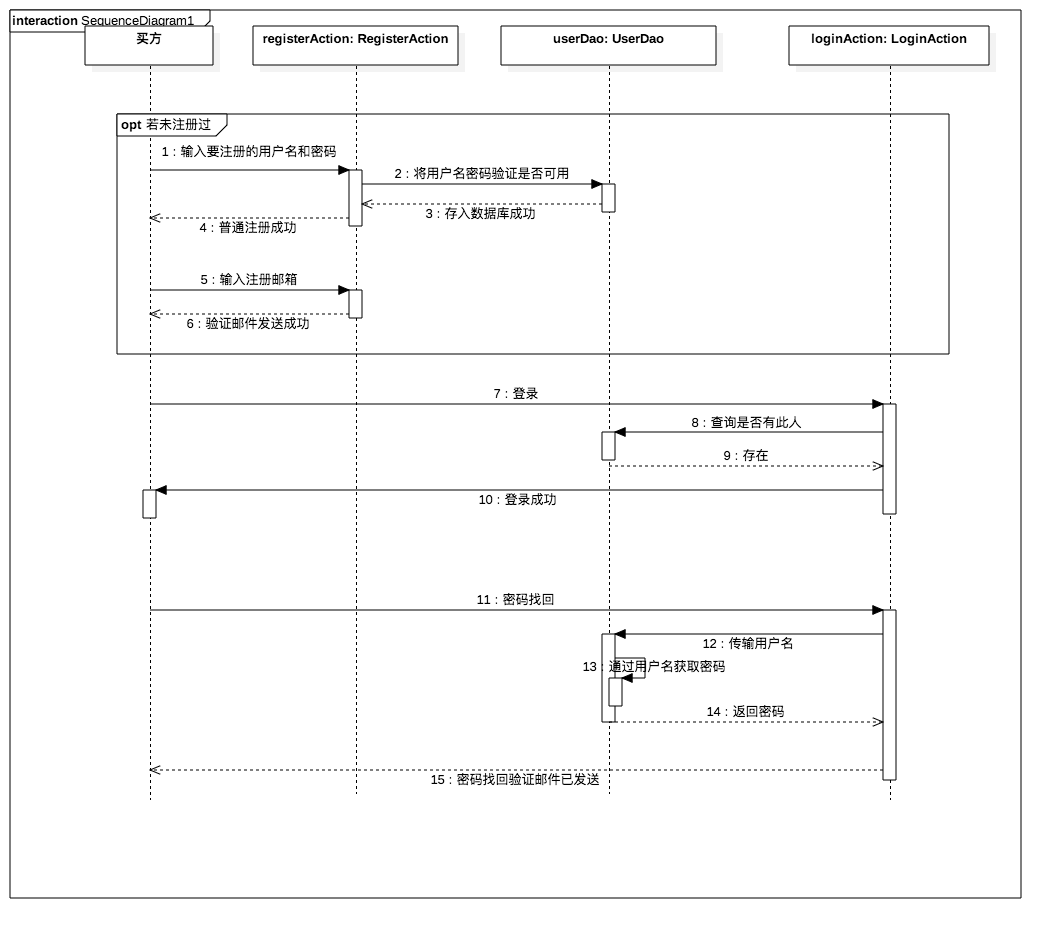 interaction SequenceDiagram1
买方
registerAction: RegisterAction
userDao: UserDao
loginAction: LoginAction
opt 若未注册过
1 : 输入要注册的用户名和密码
2 : 将用户名密码验证是否可用
3 : 存入数据库成功
4 : 普通注册成功
5 : 输入注册邮箱
6 : 验证邮件发送成功
7 : 登录
8 : 查询是否有此人
9 : 存在
10 : 登录成功
11 : 密码找回
12 : 传输用户名
13 : 通过用户名获取密码
14 : 返回密码
15 : 密码找回验证邮件已发送